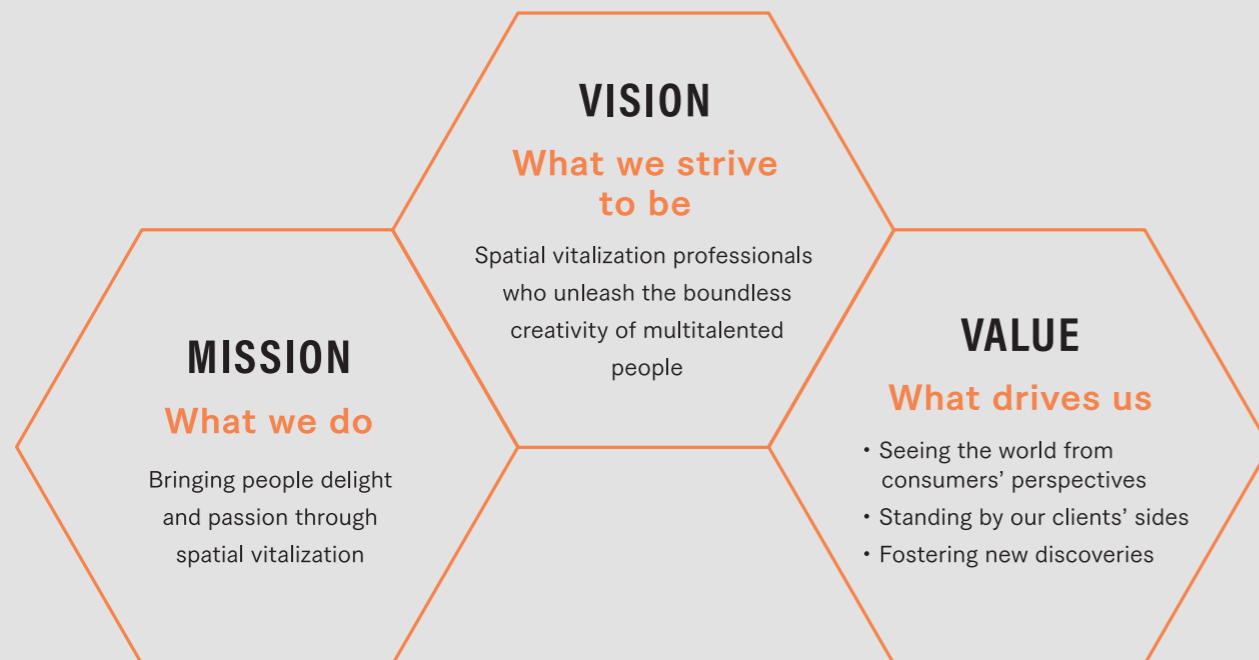 VISION
What we strive
to be
Spatial vitalization professionals
who unleash the boundless
creativity of multitalented
people
MISSION
What we do
Bringing people delight
and passion through
spatial vitalization
VALUE
What drives us
• Seeing the world from
consumers’ perspectives
• Standing by our clients’ sides
• Fostering new discoveries